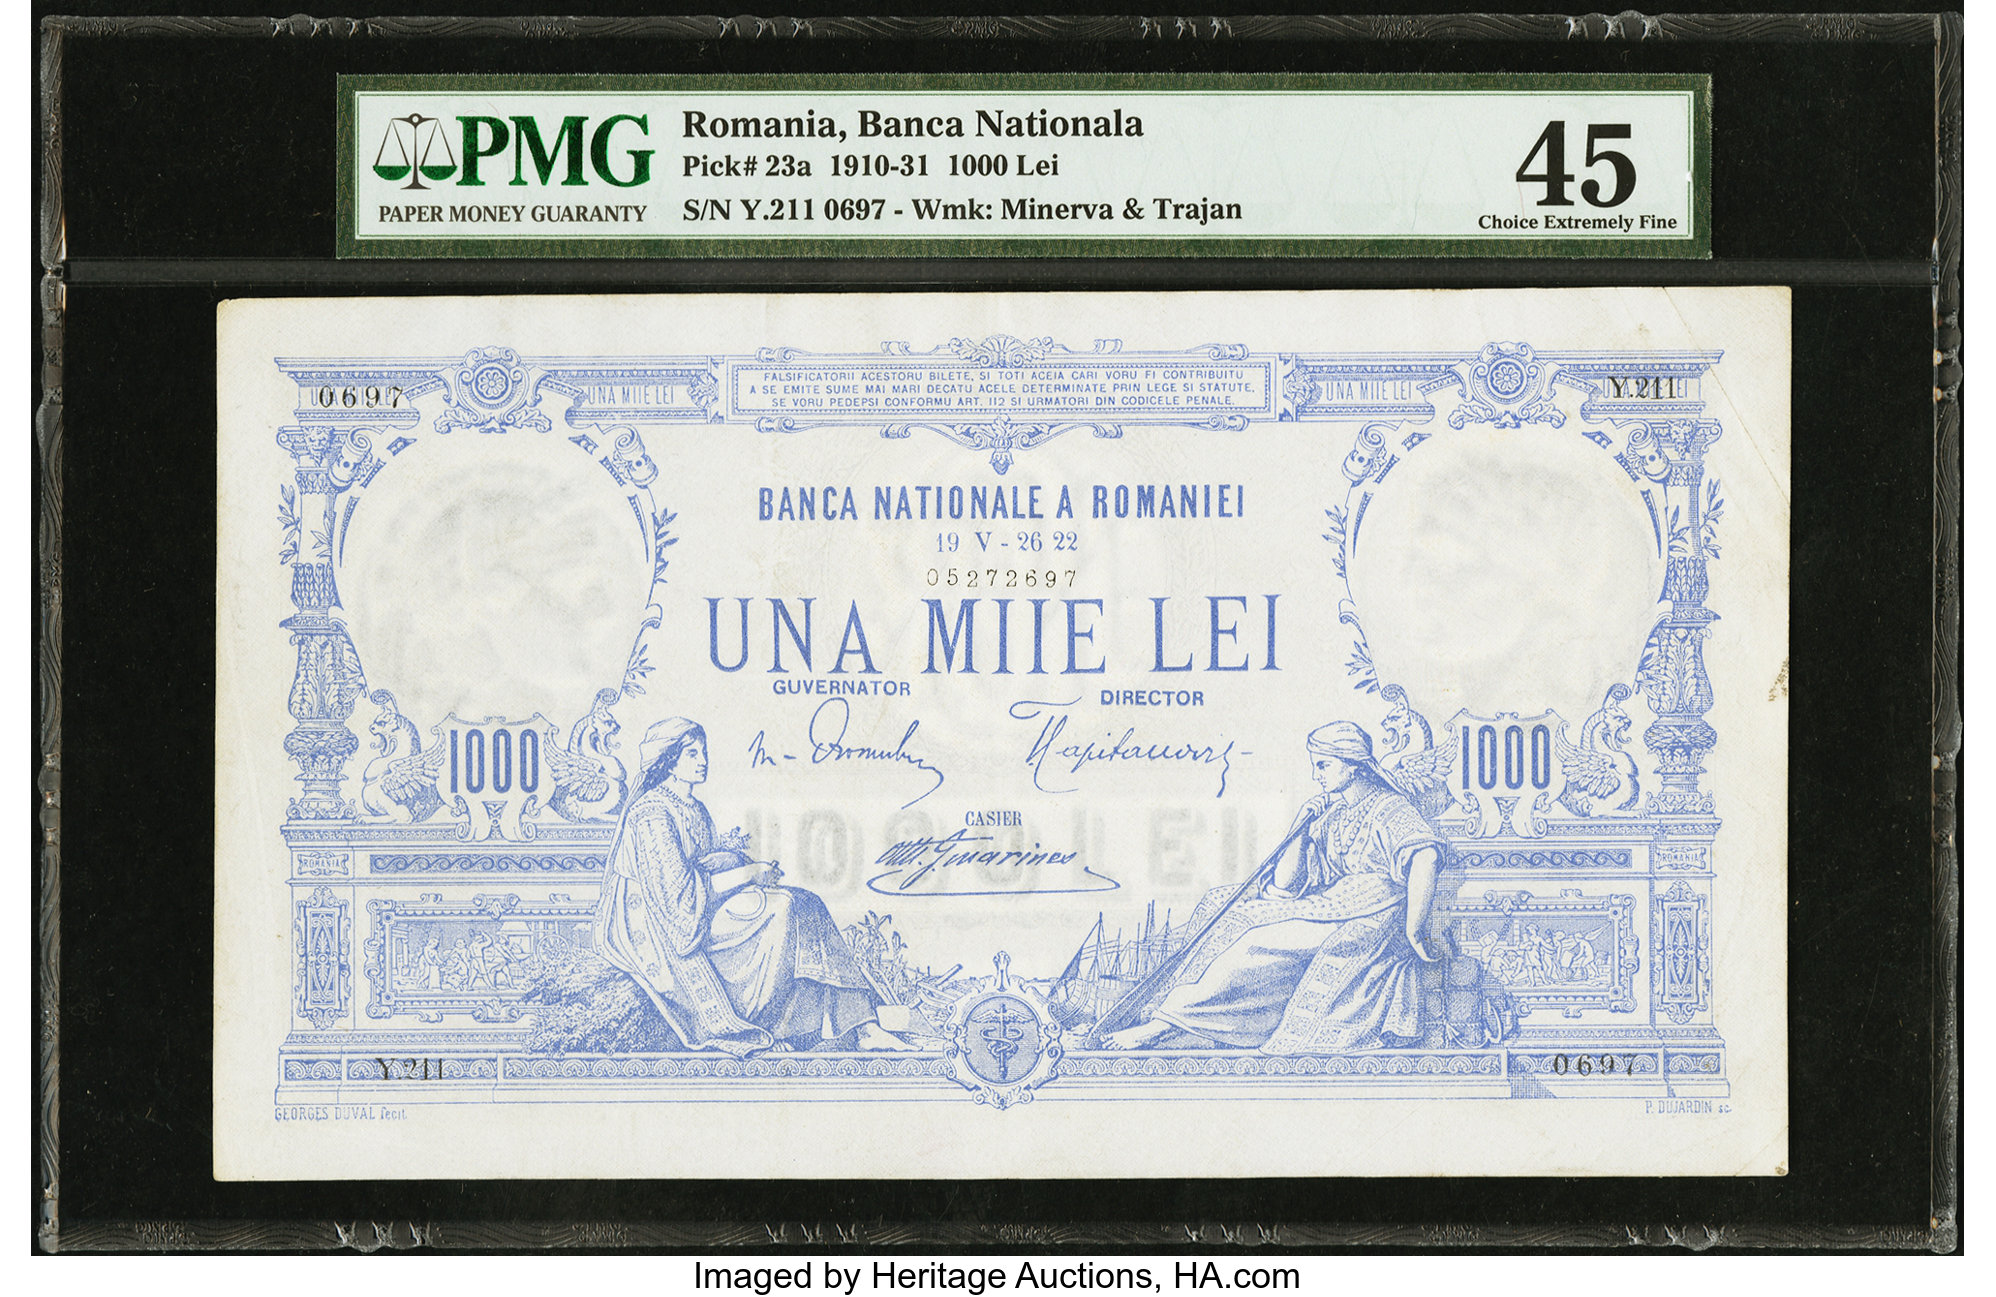 PMG
PAPER MONEY GUARANTY
Romania, Banca Nationala
Pick# 23a 1910-31 1000 Lei
S/N Y.211 0697 - Wmk: Minerva & Trajan
45
Choice Extremely Fine
FALSIFICATORII ACESTORU BILETE, SI TOTI ACEIA CARI VORU FI CONTRIBUITU
A SE EMITE SUME MAI MARI DECATU ACELE DETERMINATE PRIN LEGE SI STATUTE,
SE VORU PEDEPSI CONFORMU ART. 112 SI URMATORI DIN CODICELE PENALE.
0697 UNA MIIE LEI UNA MIIE LEI Y.211
BANCA NATIONALE A ROMANIEI
19 V - 26 22
05272697
UNA MIIE LEI
GUVERNATOR DIRECTOR
1000 1000
CASIER
1000 LEI
ROMANIA ROMANIA
Y.211 0697
GEORGES DUVAL fecit P. DUJARDIN sc.
Imaged by Heritage Auctions, HA.com